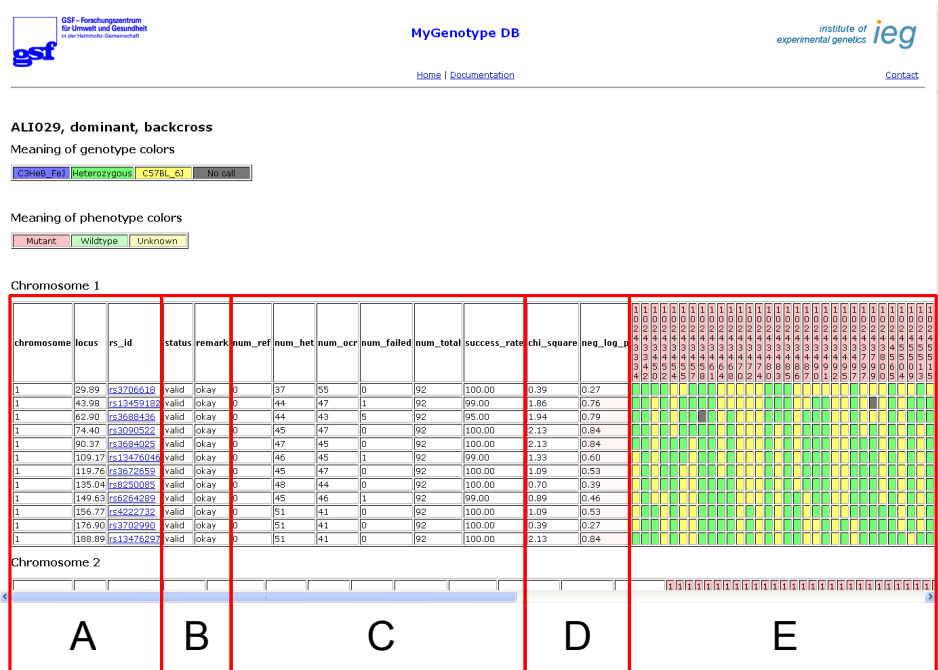 GSF – Forschungszentrum
für Umwelt und Gesundheit
in der Helmholtz-Gemeinschaft
gsf
MyGenotype DB
institute of
experimental genetics
ieg
Home | Documentation
Contact
ALI029, dominant, backcross
Meaning of genotype colors
C3HeB_FeJ Heterozygous C57BL_6J No call
Meaning of phenotype colors
Mutant Wildtype Unknown
Chromosome 1
chromosome locus rs_id status remark num_ref num_het num_ocr num_failed num_total success_rate chi_square neg_log_p
1 29.89 rs3706618 valid okay 0 37 55 0 92 100.00 0.39 0.27
1 43.98 rs13459182 valid okay 0 44 47 1 92 99.00 1.86 0.76
1 62.90 rs3688436 valid okay 0 44 43 5 92 95.00 1.94 0.79
1 74.40 rs3090522 valid okay 0 45 47 0 92 100.00 2.13 0.84
1 90.37 rs3684025 valid okay 0 47 45 0 92 100.00 2.13 0.84
1 109.17 rs13476046 valid okay 0 46 45 1 92 99.00 1.33 0.60
1 119.76 rs3672659 valid okay 0 45 47 0 92 100.00 1.09 0.53
1 135.04 rs8250085 valid okay 0 48 44 0 92 100.00 0.70 0.39
1 149.63 rs6264289 valid okay 0 45 46 1 92 99.00 0.89 0.46
1 156.77 rs4222732 valid okay 0 51 41 0 92 100.00 1.09 0.53
1 176.90 rs3702990 valid okay 0 51 41 0 92 100.00 0.39 0.27
1 188.89 rs13476297 valid okay 0 51 41 0 92 100.00 2.13 0.84
Chromosome 2
A B C D E